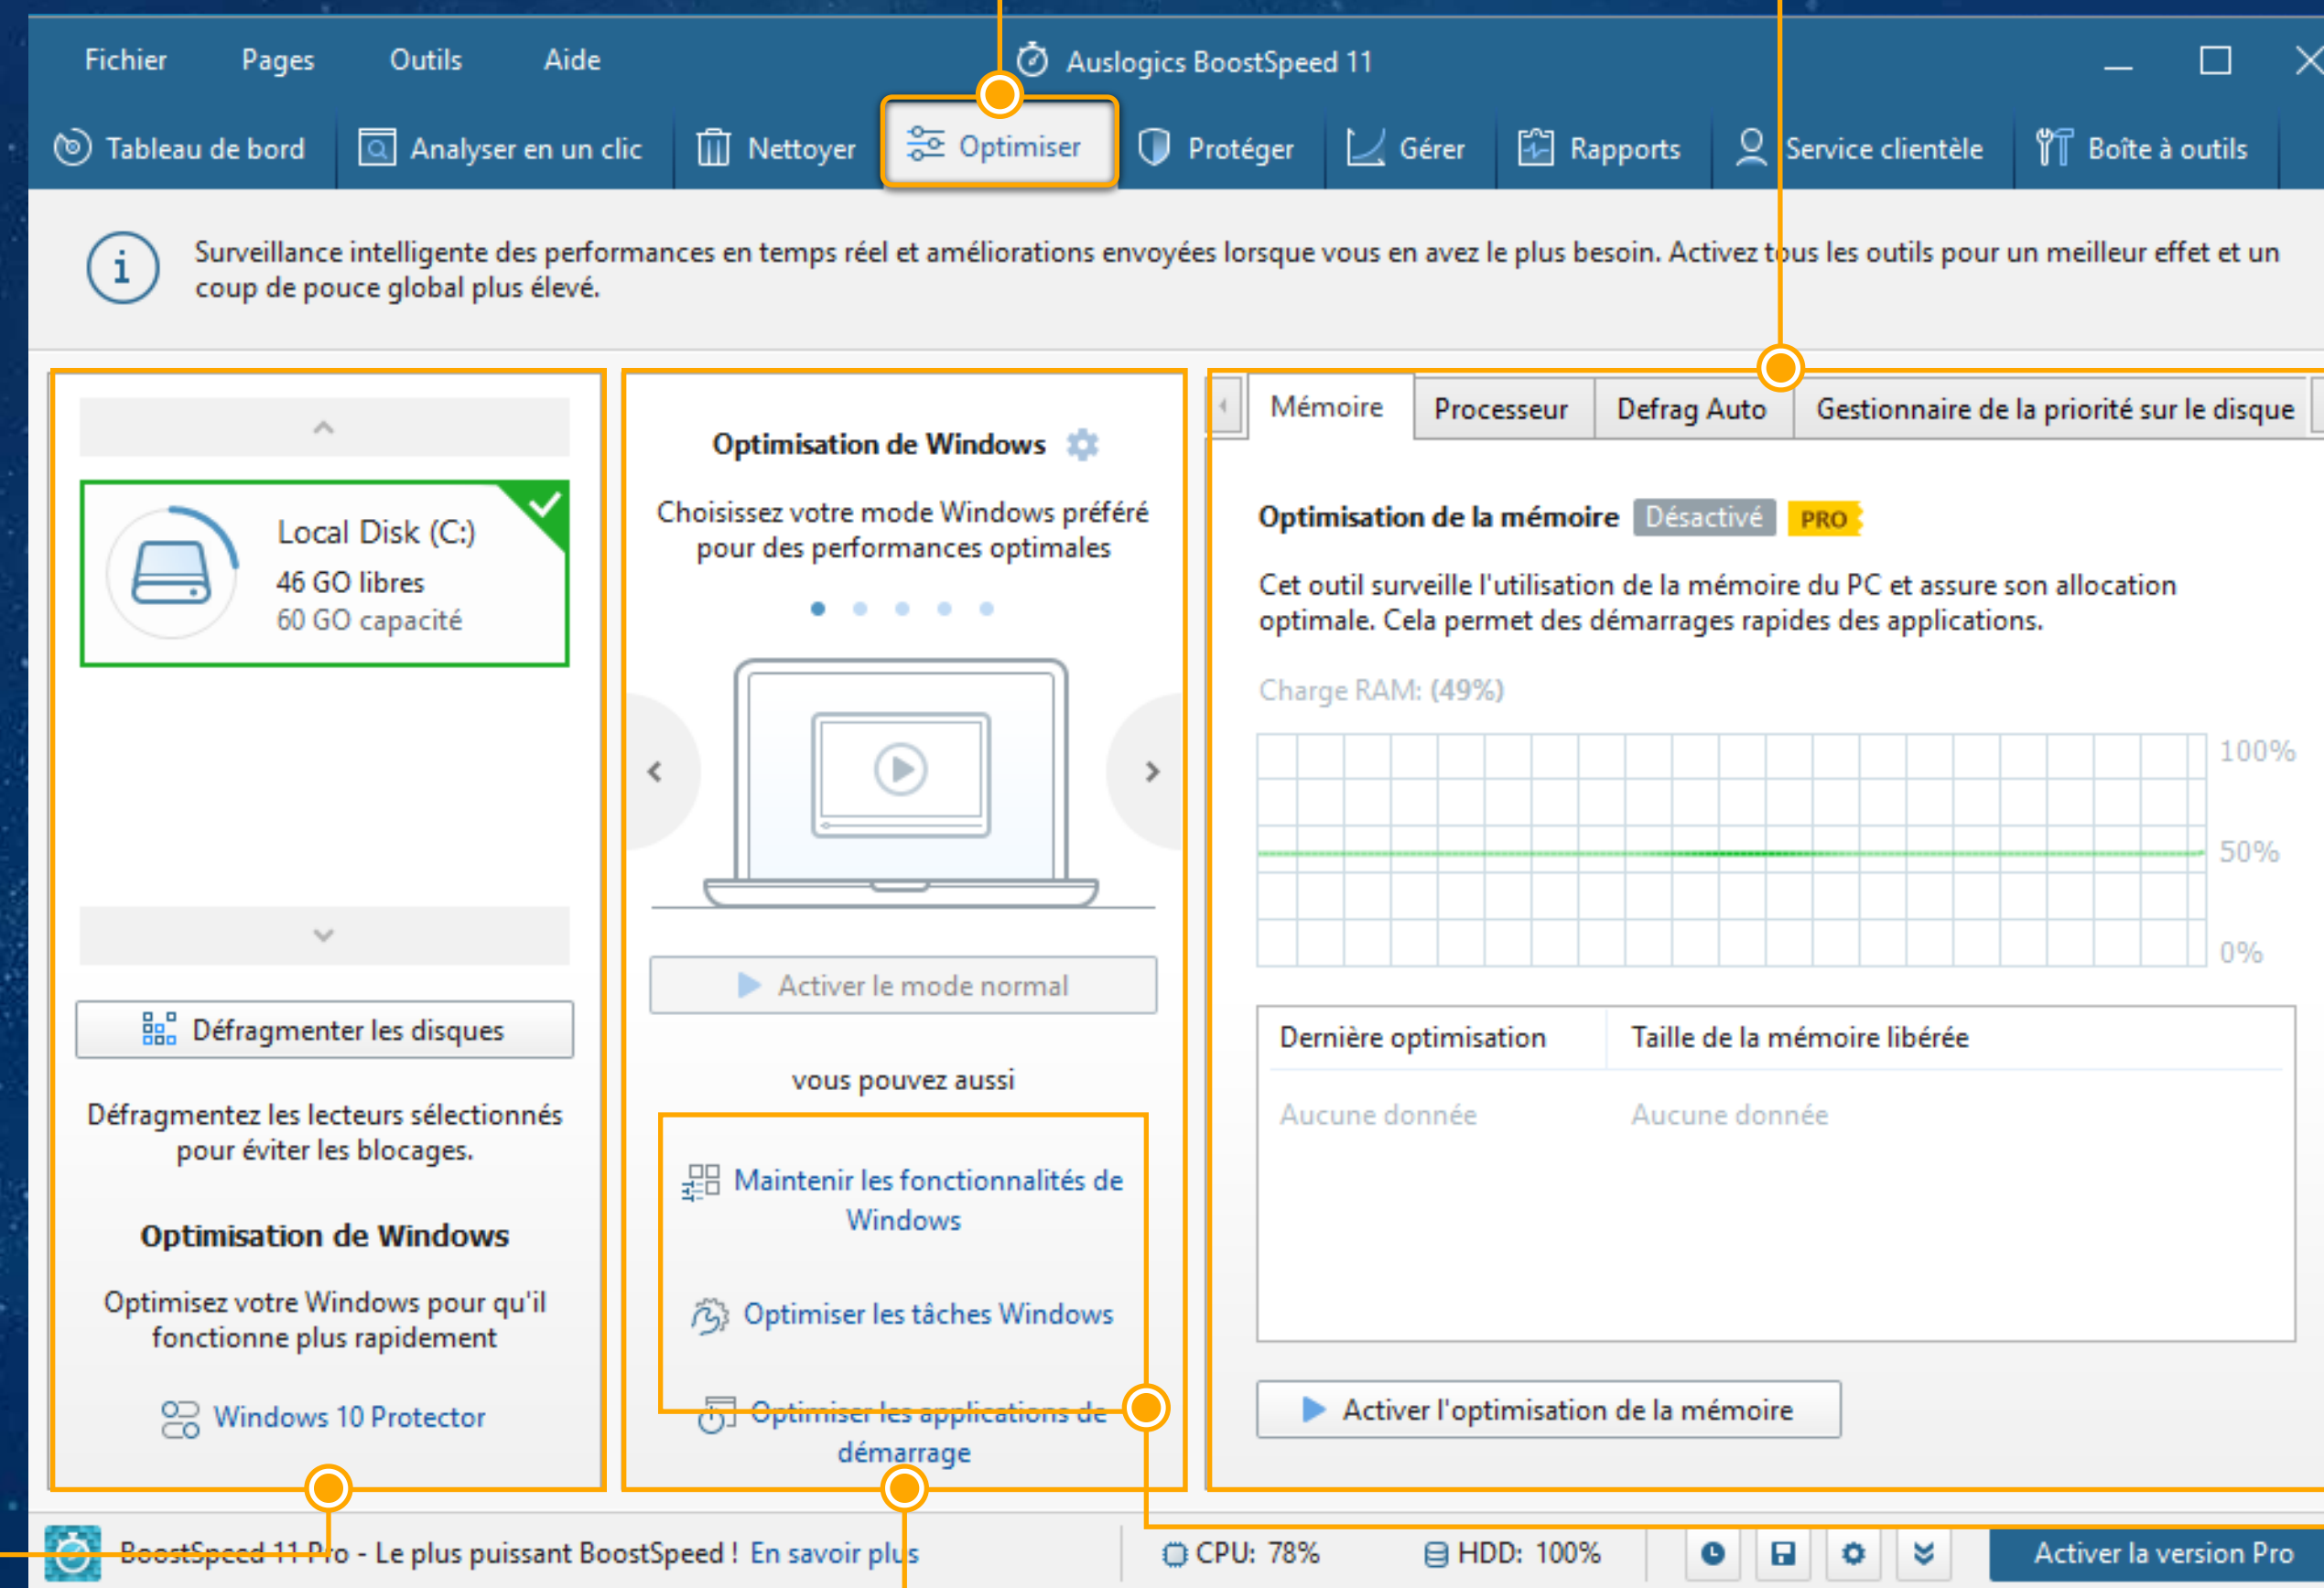 Fichier Pages Outils Aide Auslogics BoostSpeed 11
Tableau de bord Analyser en un clic Nettoyer Optimiser Protéger Gérer Rapports Service clientèle Boîte à outils
i Surveillance intelligente des performances en temps réel et améliorations envoyées lorsque vous en avez le plus besoin. Activez tous les outils pour un meilleur effet et un
coup de pouce global plus élevé.
Local Disk (C:)
46 GO libres
60 GO capacité
Défragmenter les disques
Défragmentez les lecteurs sélectionnés
pour éviter les blocages.
Optimisation de Windows
Optimisez votre Windows pour qu'il
fonctionne plus rapidement
Windows 10 Protector
Optimisation de Windows
Choisissez votre mode Windows préféré
pour des performances optimales
Activer le mode normal
vous pouvez aussi
Maintenir les fonctionnalités de
Windows
Optimiser les tâches Windows
Optimiser les applications de
démarrage
Mémoire Processeur Defrag Auto Gestionnaire de la priorité sur le disque
Optimisation de la mémoire Désactivé PRO
Cet outil surveille l'utilisation de la mémoire du PC et assure son allocation
optimale. Cela permet des démarrages rapides des applications.
Charge RAM: (49%)
100%
50%
0%
Dernière optimisation Taille de la mémoire libérée
Aucune donnée Aucune donnée
Activer l'optimisation de la mémoire
BoostSpeed 11 Pro - Le plus puissant BoostSpeed ! En savoir plus CPU: 78% HDD: 100% Activer la version Pro